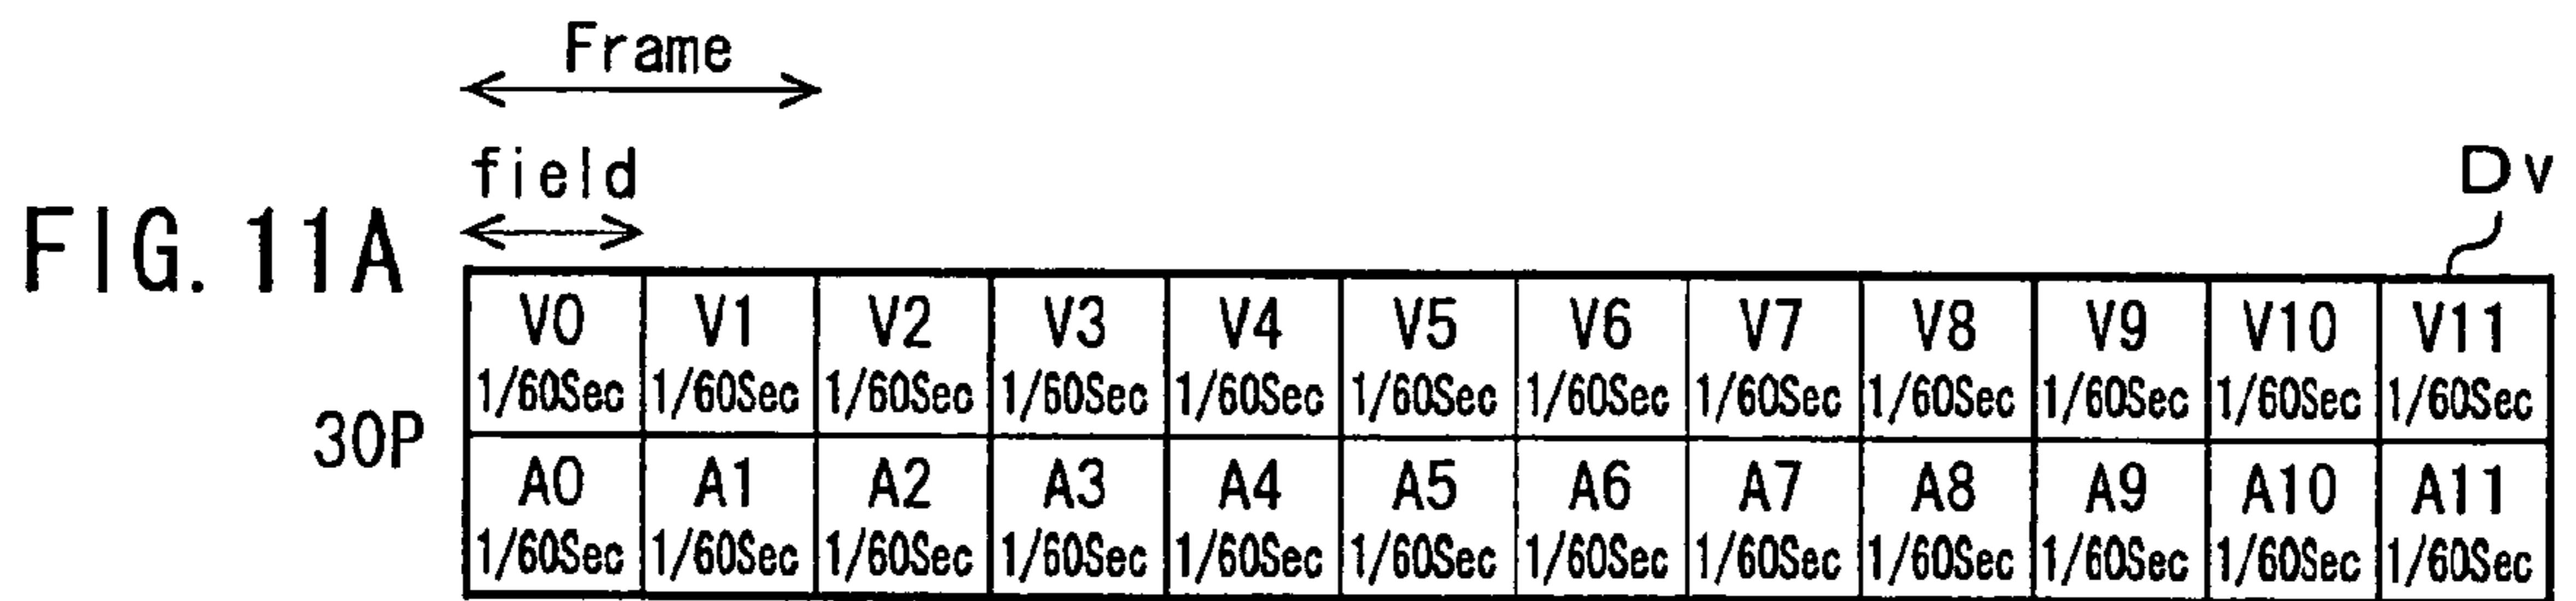 Frame
field
Dv
FIG. 11A
V0 V1 V2 V3 V4 V5 V6 V7 V8 V9 V10 V11
1/60Sec 1/60Sec 1/60Sec 1/60Sec 1/60Sec 1/60Sec 1/60Sec 1/60Sec 1/60Sec 1/60Sec 1/60Sec 1/60Sec
30P
A0 A1 A2 A3 A4 A5 A6 A7 A8 A9 A10 A11
1/60Sec 1/60Sec 1/60Sec 1/60Sec 1/60Sec 1/60Sec 1/60Sec 1/60Sec 1/60Sec 1/60Sec 1/60Sec 1/60Sec